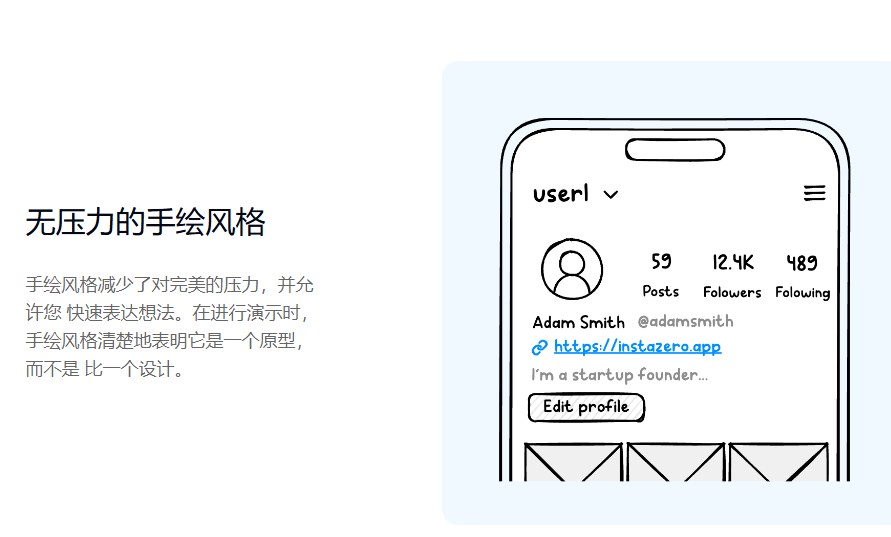 无压力的手绘风格
手绘风格减少了对完美的压力，并允
许您 快速表达想法。在进行演示时，
手绘风格清楚地表明它是一个原型，
而不是 比一个设计。
user1
59 12.4K 489
Posts Folowers Folowing
Adam Smith @adamsmith
https://instazero.app
I'm a startup founder...
Edit profile